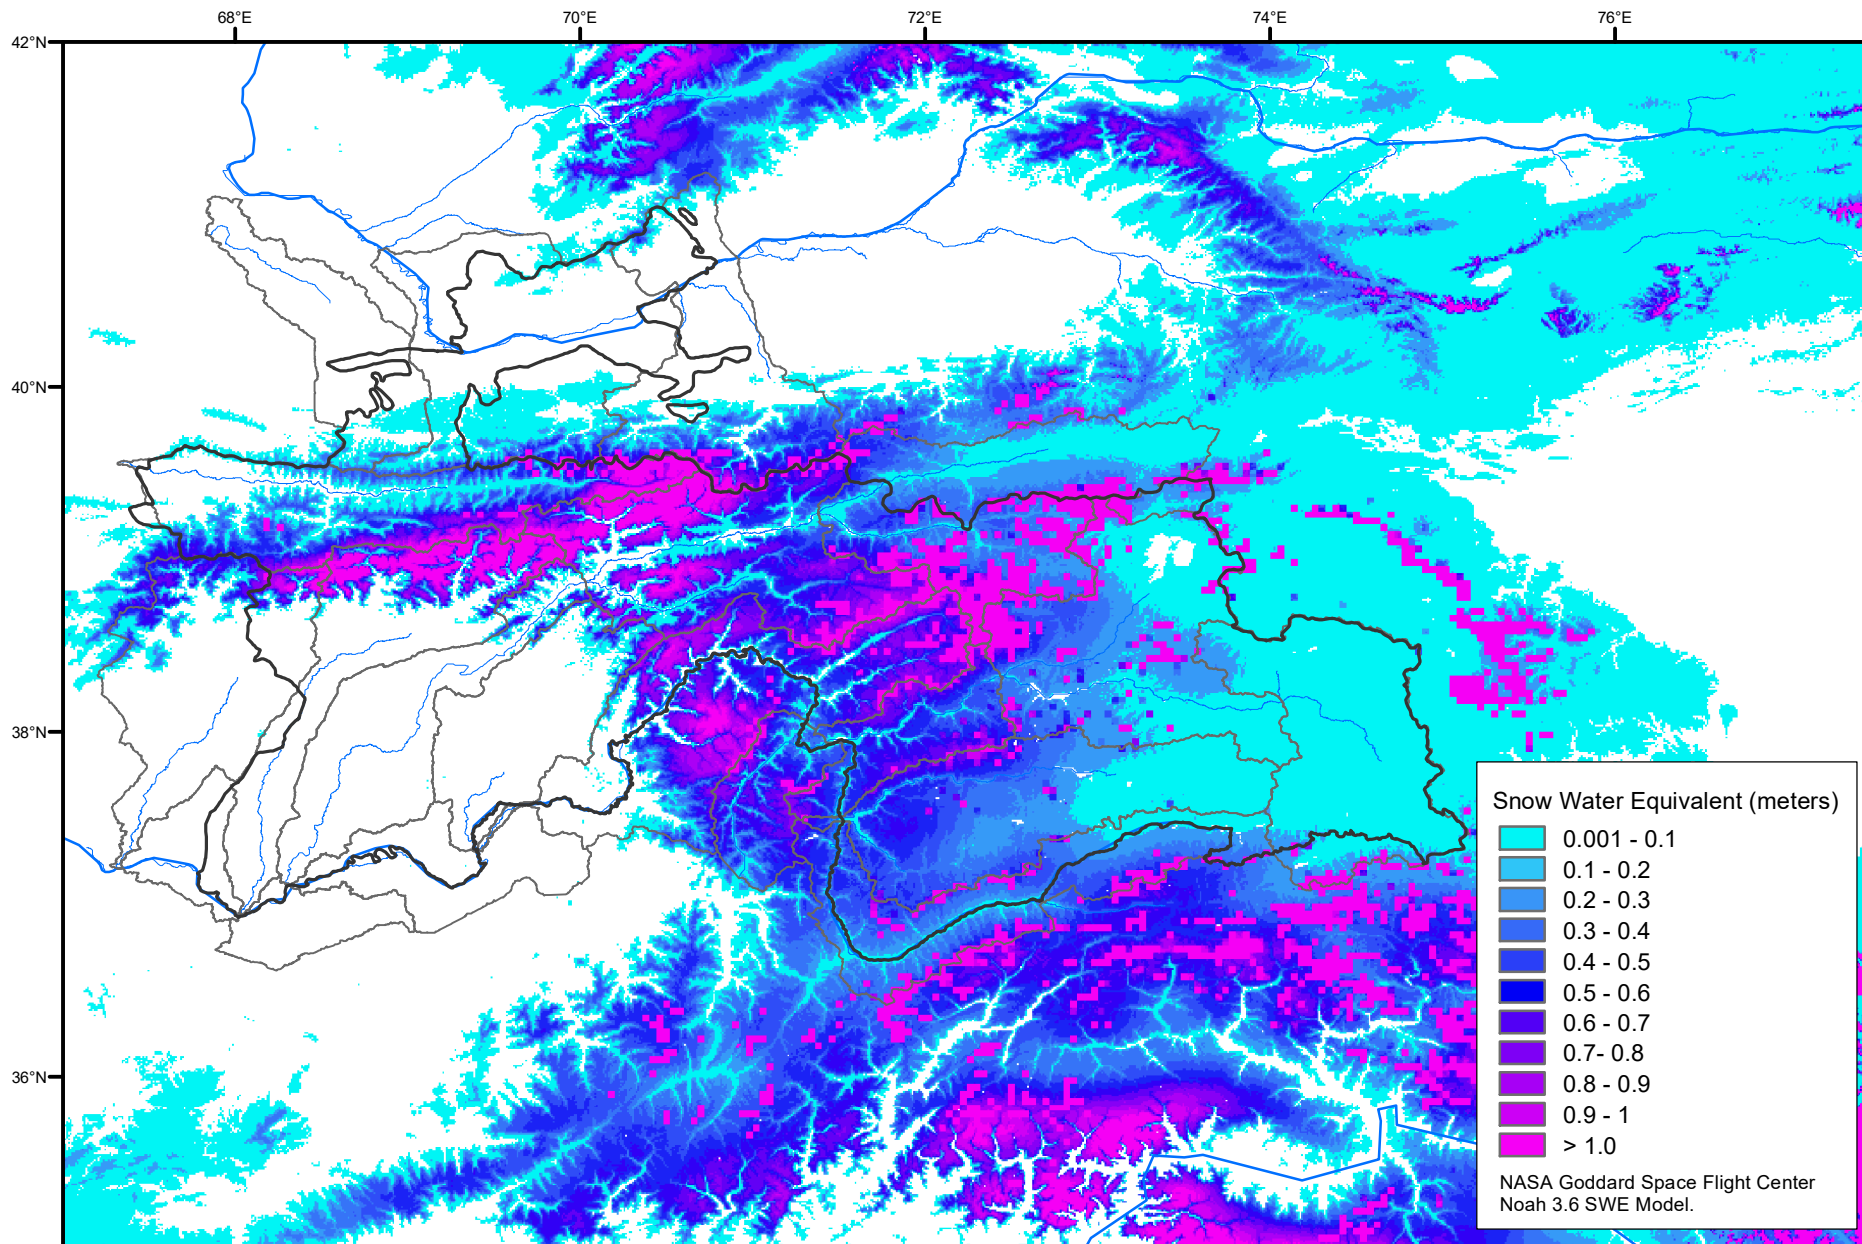 68°E 70°E 72°E 74°E 76°E
42°N
40°N
38°N
36°N
Snow Water Equivalent (meters)
0.001 - 0.1
0.1 - 0.2
0.2 - 0.3
0.3 - 0.4
0.4 - 0.5
0.5 - 0.6
0.6 - 0.7
0.7- 0.8
0.8 - 0.9
0.9 - 1
> 1.0
NASA Goddard Space Flight Center
Noah 3.6 SWE Model.